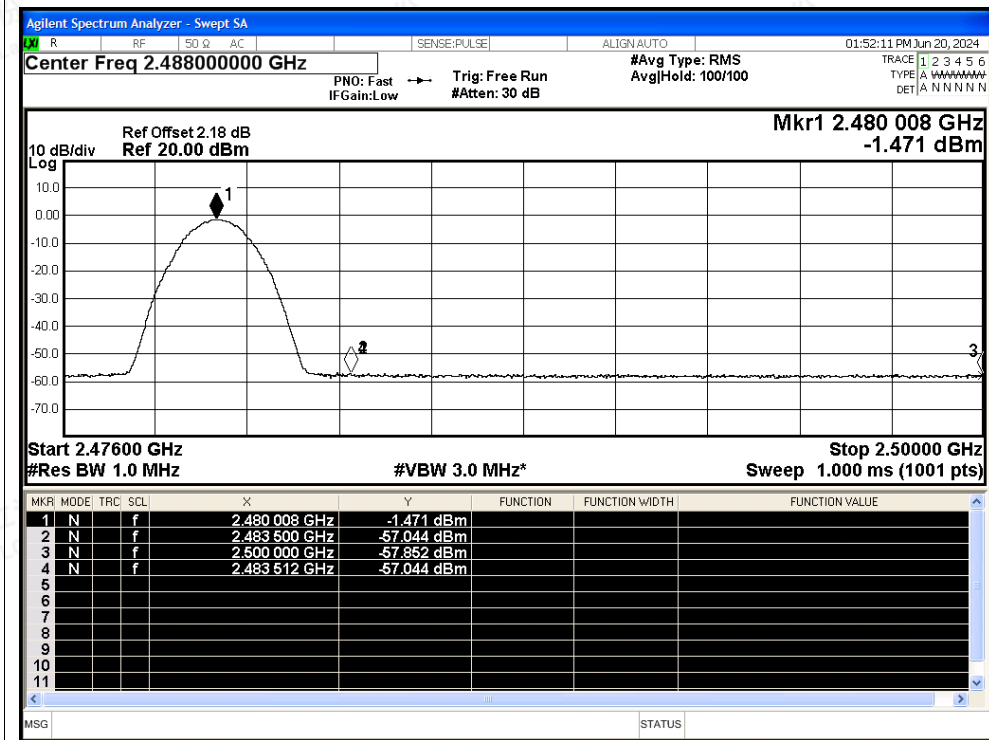 Agilent Spectrum Analyzer - Swept SA
LXI R RF 50 Ω AC SENSE:PULSE ALIGN AUTO 01:52:11 PM Jun 20, 2024
Center Freq 2.488000000 GHz #Avg Type: RMS TRACE 1 2 3 4 5 6
PNO: Fast Trig: Free Run Avg|Hold: 100/100 TYPE A WWWWW
IFGain:Low #Atten: 30 dB DET A N N N N N
Mkr1 2.480 008 GHz
Ref Offset 2.18 dB -1.471 dBm
10 dB/div Ref 20.00 dBm
Log
10.0
1
0.00
-10.0
-20.0
-30.0
-40.0
-50.0
3
-60.0
-70.0
Start 2.47600 GHz Stop 2.50000 GHz
#Res BW 1.0 MHz #VBW 3.0 MHz* Sweep 1.000 ms (1001 pts)
MKR MODE TRC SCL X Y FUNCTION FUNCTION WIDTH FUNCTION VALUE
1 N f 2.480 008 GHz -1.471 dBm
2 N f 2.483 500 GHz -57.044 dBm
3 N f 2.500 000 GHz -57.852 dBm
4 N f 2.483 512 GHz -57.044 dBm
5
6
7
8
9
10
11
MSG STATUS